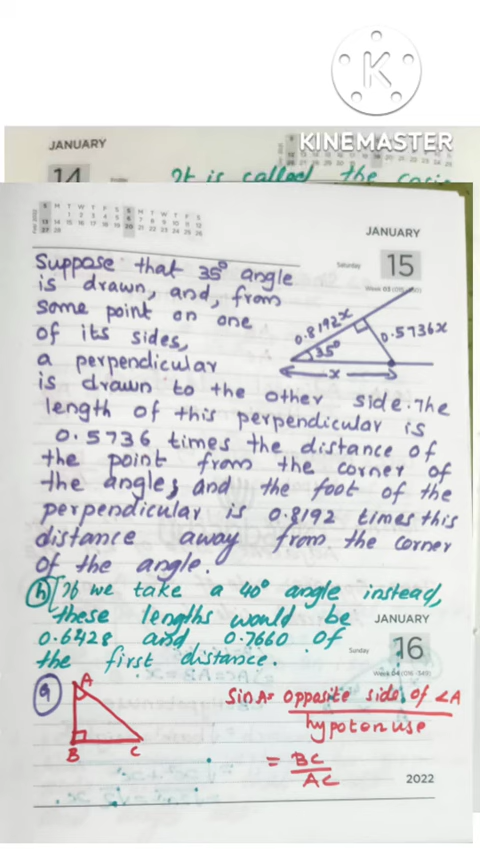 K
KINEMASTER
JANUARY
14
It is called the
JANUARY
Saturday 15
Suppose that 35° angle
is drawn, and, from
some point on one
of its sides,
a perpendicular
is drawn to the other side. The
length of this perpendicular is
0.5736 times the distance of
the point from the corner of
the angle, and the foot of the
perpendicular is 0.8192 times this
distance away from the corner
of the angle.
0.8192x
0.5736x
35°
x
(h) If we take a 40° angle instead,
these lengths would be
0.6428 and 0.7660 of
the first distance.
JANUARY
Sunday 16
A
B
C
Sin A = opposite side of ∠A
hypotonuse
= BC
AC
2022